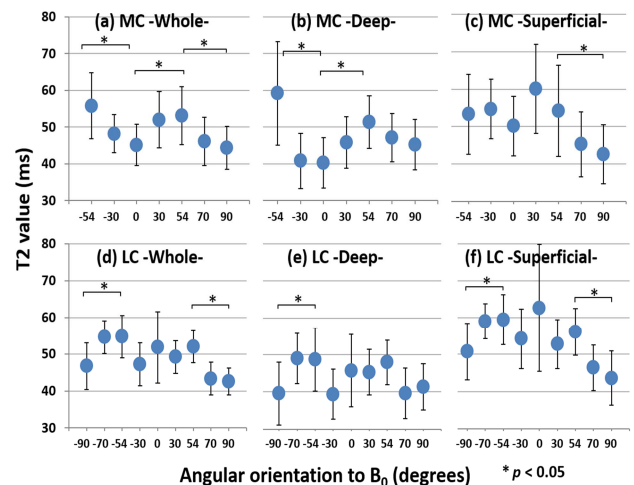 (a) MC -Whole-
(b) MC -Deep-
(c) MC -Superficial-
80
70
60
50
40
30
* * *
* *
*
-54 -30 0 30 54 70 90
-54 -30 0 30 54 70 90
-54 -30 0 30 54 70 90
T2 value (ms)
(d) LC -Whole-
(e) LC -Deep-
(f) LC -Superficial-
80
70
60
50
40
30
* *
*
* *
-90 -70 -54 -30 0 30 54 70 90
-90 -70 -54 -30 0 30 54 70 90
-90 -70 -54 -30 0 30 54 70 90
Angular orientation to B0 (degrees)
* p < 0.05